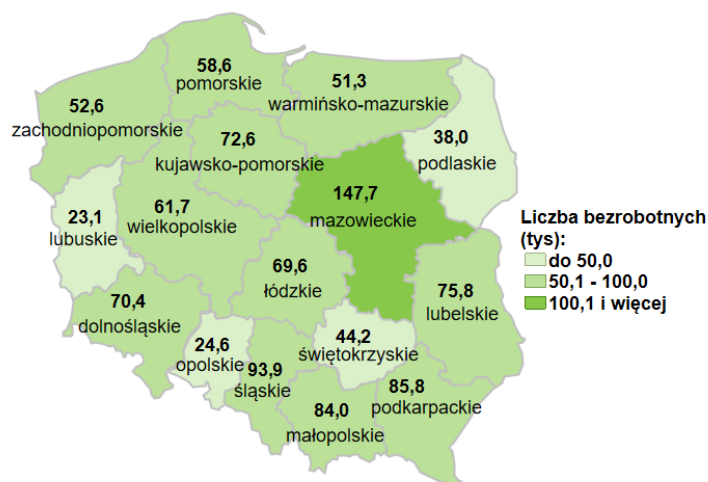 58,6
pomorskie
51,3
warmińsko-mazurskie
52,6
zachodniopomorskie
72,6
kujawsko-pomorskie
38,0
podlaskie
147,7
mazowieckie
61,7
wielkopolskie
23,1
lubuskie
69,6
łódzkie
75,8
lubelskie
70,4
dolnośląskie
24,6
opolskie
93,9
śląskie
44,2
świętokrzyskie
84,0
małopolskie
85,8
podkarpackie
Liczba bezrobotnych
(tys):
do 50,0
50,1 - 100,0
100,1 i więcej